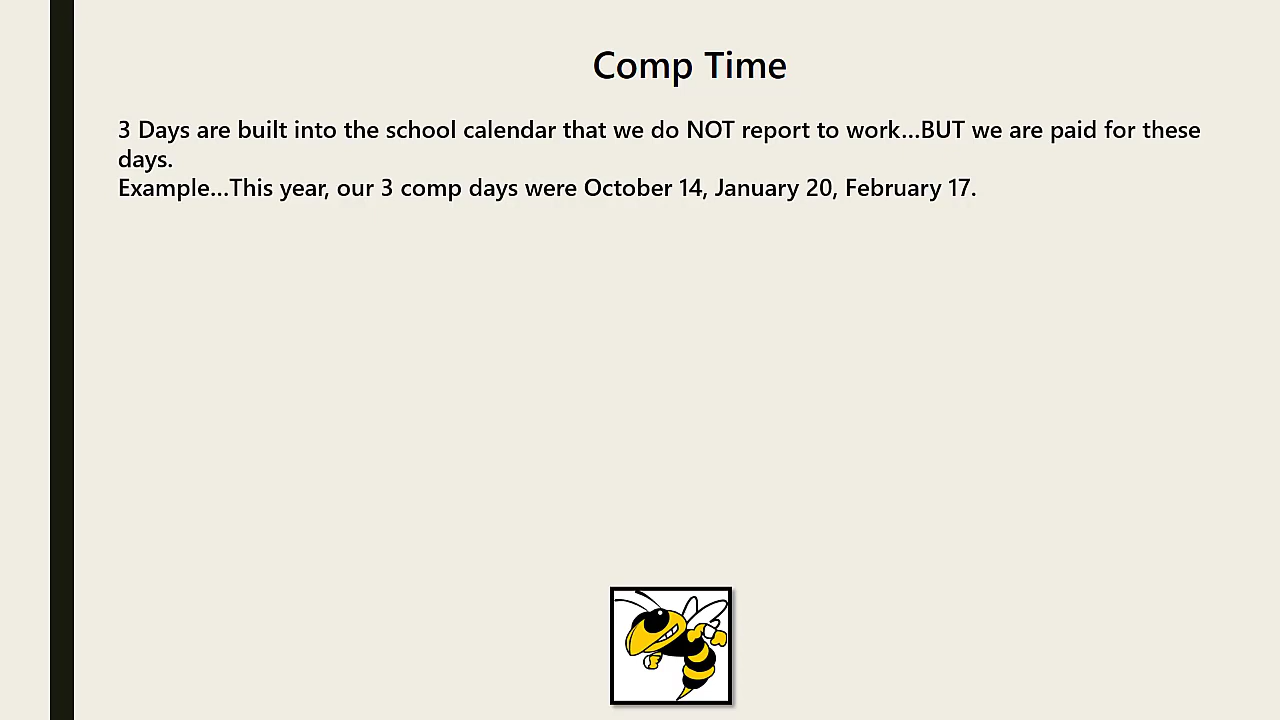 Comp Time
3 Days are built into the school calendar that we do NOT report to work...BUT we are paid for these
days.
Example...This year, our 3 comp days were October 14, January 20, February 17.